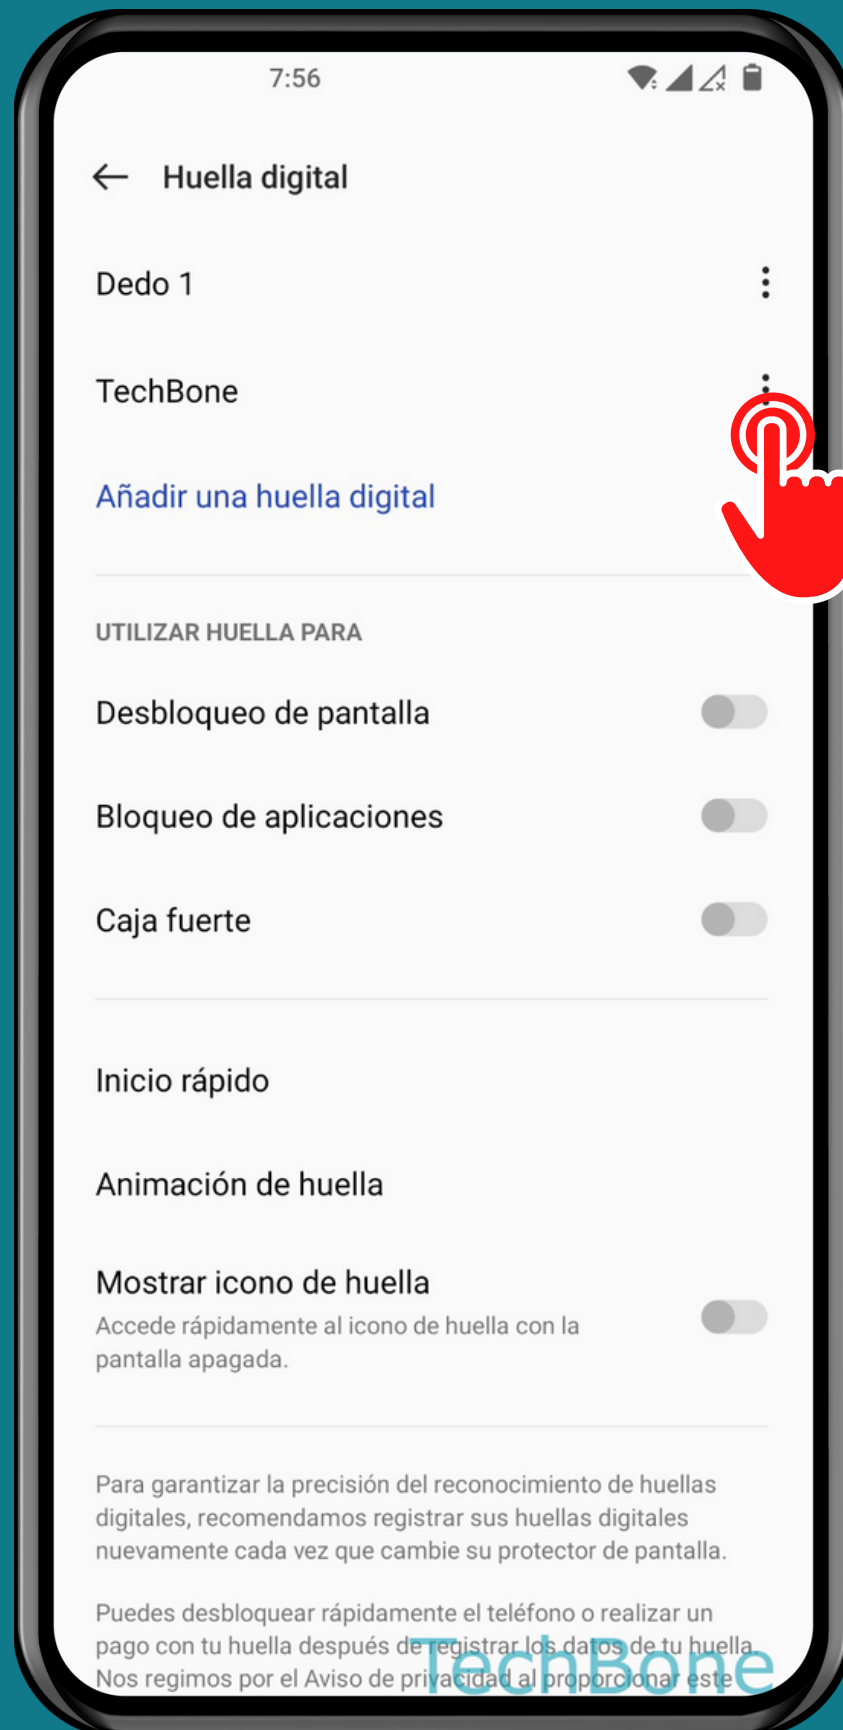 7:56
Huella digital
Dedo 1
TechBone
Añadir una huella digital
UTILIZAR HUELLA PARA
Desbloqueo de pantalla
Bloqueo de aplicaciones
Caja fuerte
Inicio rápido
Animación de huella
Mostrar icono de huella
Accede rápidamente al icono de huella con la
pantalla apagada.
Para garantizar la precisión del reconocimiento de huellas
digitales, recomendamos registrar sus huellas digitales
nuevamente cada vez que cambie su protector de pantalla.
Puedes desbloquear rápidamente el teléfono o realizar un
pago con tu huella después de registrar los datos de tu huella.
Nos regimos por el Aviso de privacidad al proporcionar este
TechBone